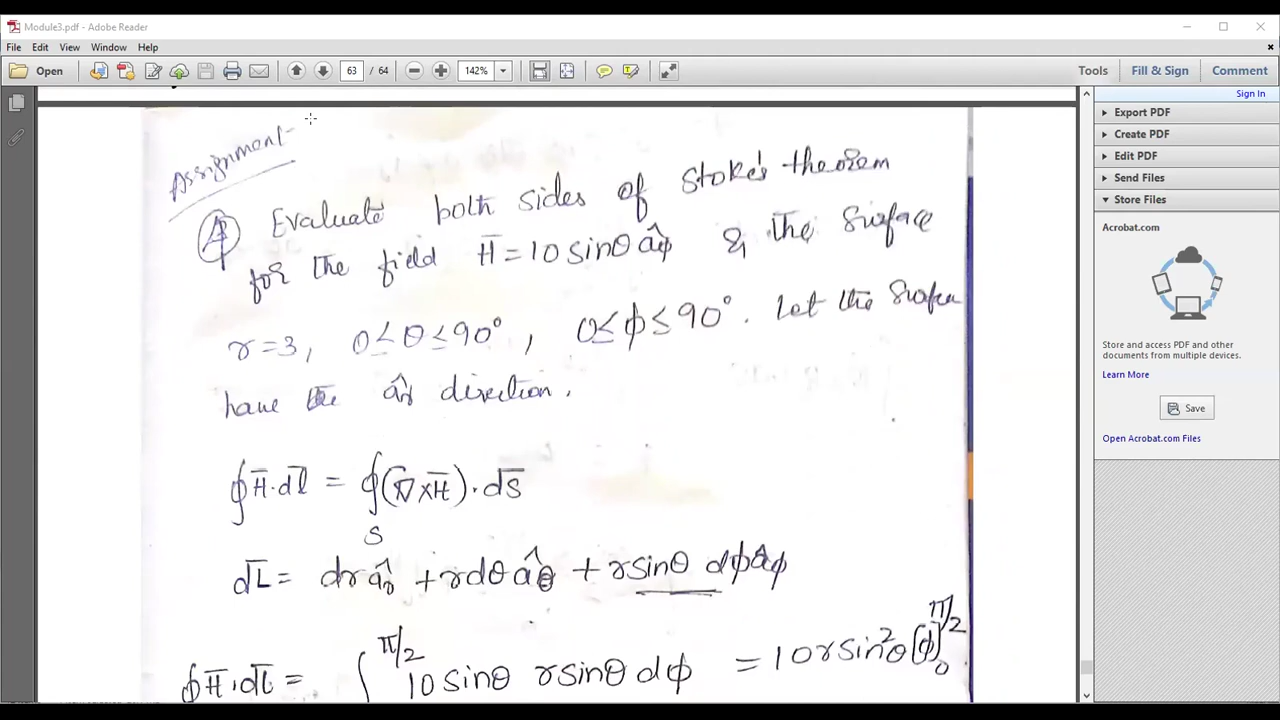 Module3.pdf - Adobe Reader
File Edit View Window Help
Open 63 / 64 142% Tools Fill & Sign Comment
Sign In
Export PDF
Create PDF
Edit PDF
Send Files
Store Files
Acrobat.com
Store and access PDF and other
documents from multiple devices.
Learn More
Save
Open Acrobat.com Files
Assignment
Evaluate both sides of Stoke's theorem
for the field H̅ = 10 sinθ âϕ & the surface
r = 3, 0 ≤ θ ≤ 90°, 0 ≤ ϕ ≤ 90°. Let the
have the âr direction.
∮ H̅.dl̅ = ∮ (∇̅ × H̅).ds̅
S
dL̅ = dr âr + r dθ âθ + r sinθ dϕ âϕ
∮ H̅.dL̅ = ∫ π/2 10 sinθ r sinθ dϕ = 10 r sin²θ [ϕ] π/2 0